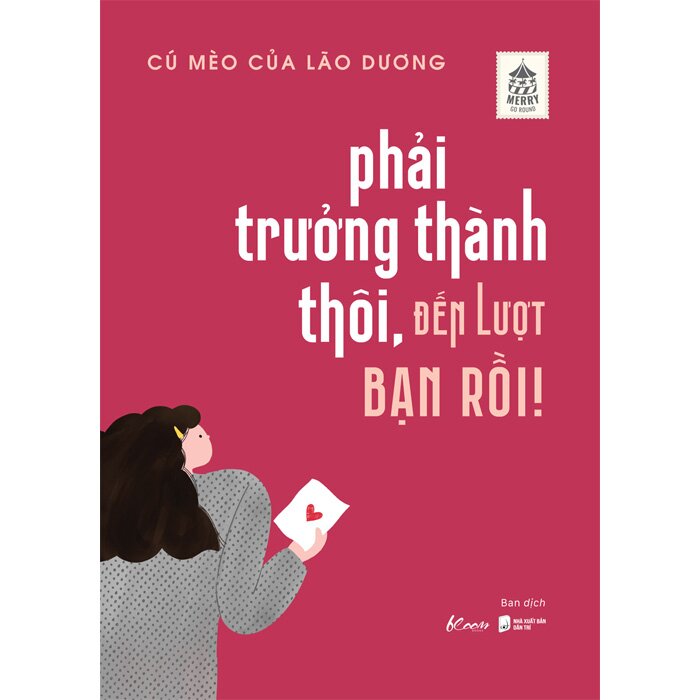 CÚ MÈO CỦA LÃO DƯƠNG
MERRY
GO ROUND
phải
trưởng thành
thôi, ĐẾN LƯỢT
BẠN RỒI!
Ban dịch
bloom
NHÀ XUẤT BẢN
DÂN TRÍ